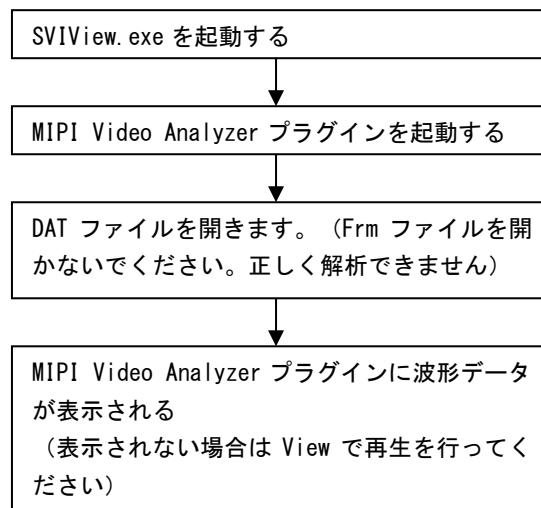 SVIView.exe を起動する
MIPI Video Analyzer プラグインを起動する
DAT ファイルを開きます。（Frm ファイルを開
かないでください。正しく解析できません）
MIPI Video Analyzer プラグインに波形データ
が表示される
（表示されない場合は View で再生を行ってく
ださい）